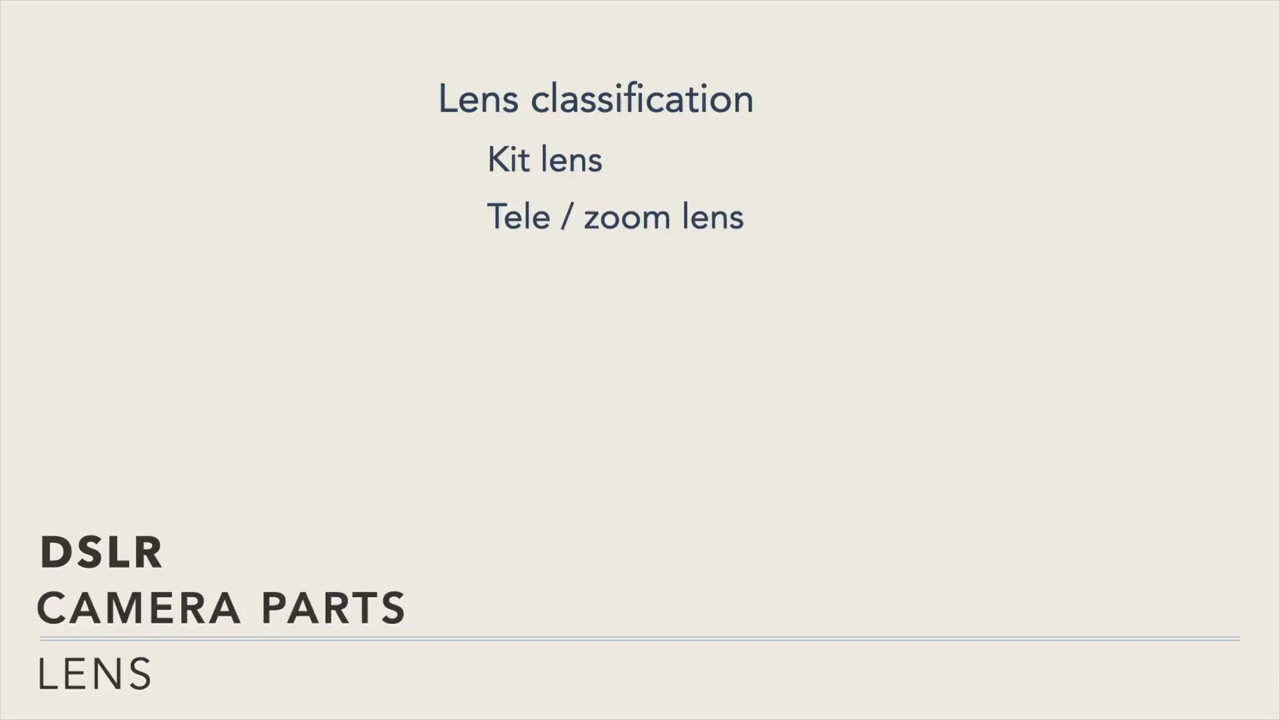 Lens classification
Kit lens
Tele / zoom lens
DSLR
CAMERA PARTS
LENS